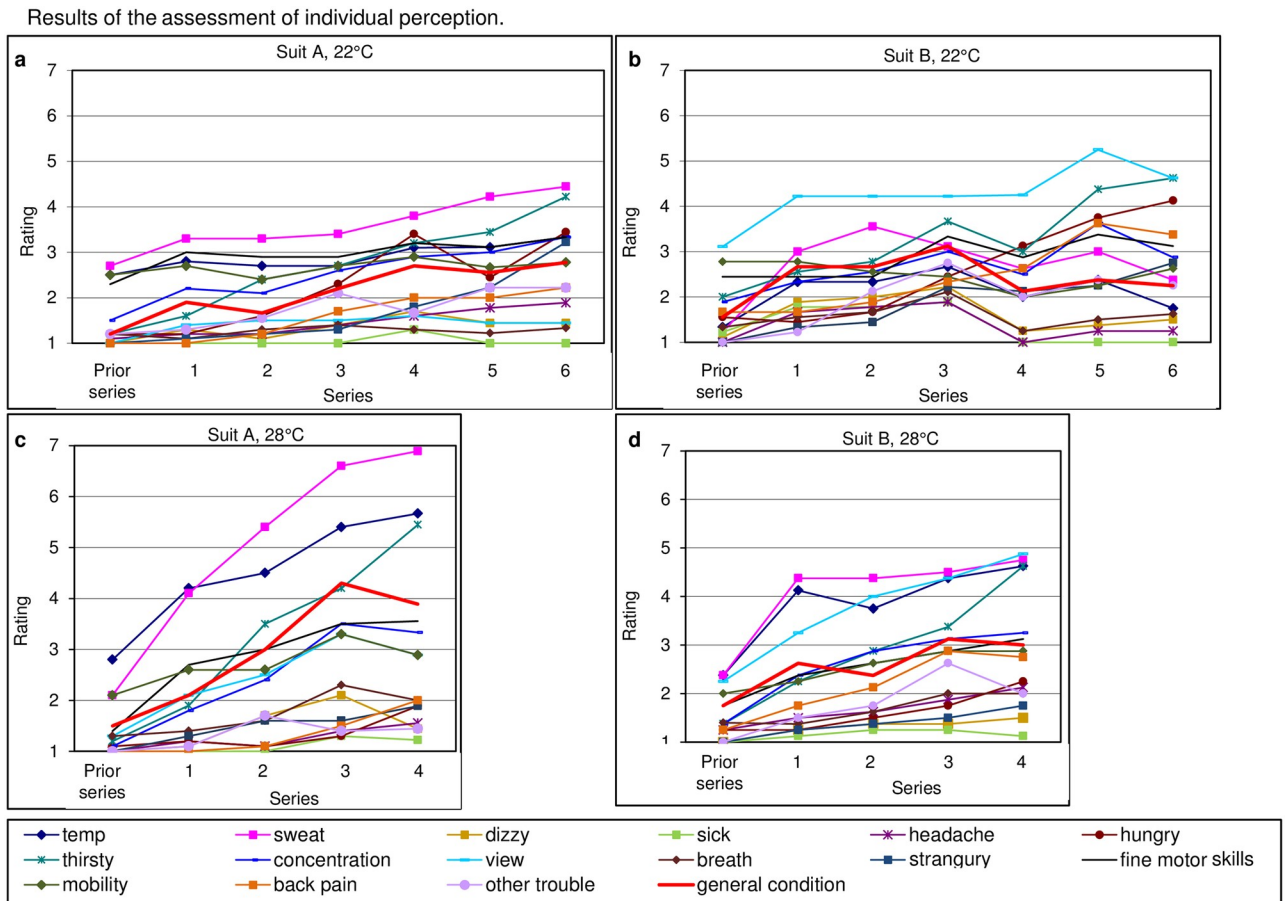 Results of the assessment of individual perception.
a
Suit A, 22°C
7
6
5
4
3
2
1
Rating
Prior series
1 2 3 4 5 6
Series
b
Suit B, 22°C
7
6
5
4
3
2
1
Rating
Prior series
1 2 3 4 5 6
Series
c
Suit A, 28°C
7
6
5
4
3
2
1
Rating
Prior series
1 2 3 4
Series
d
Suit B, 28°C
7
6
5
4
3
2
1
Rating
Prior series
1 2 3 4
Series
temp sweat dizzy sick headache hungry
thirsty concentration view breath strangury fine motor skills
mobility back pain other trouble general condition